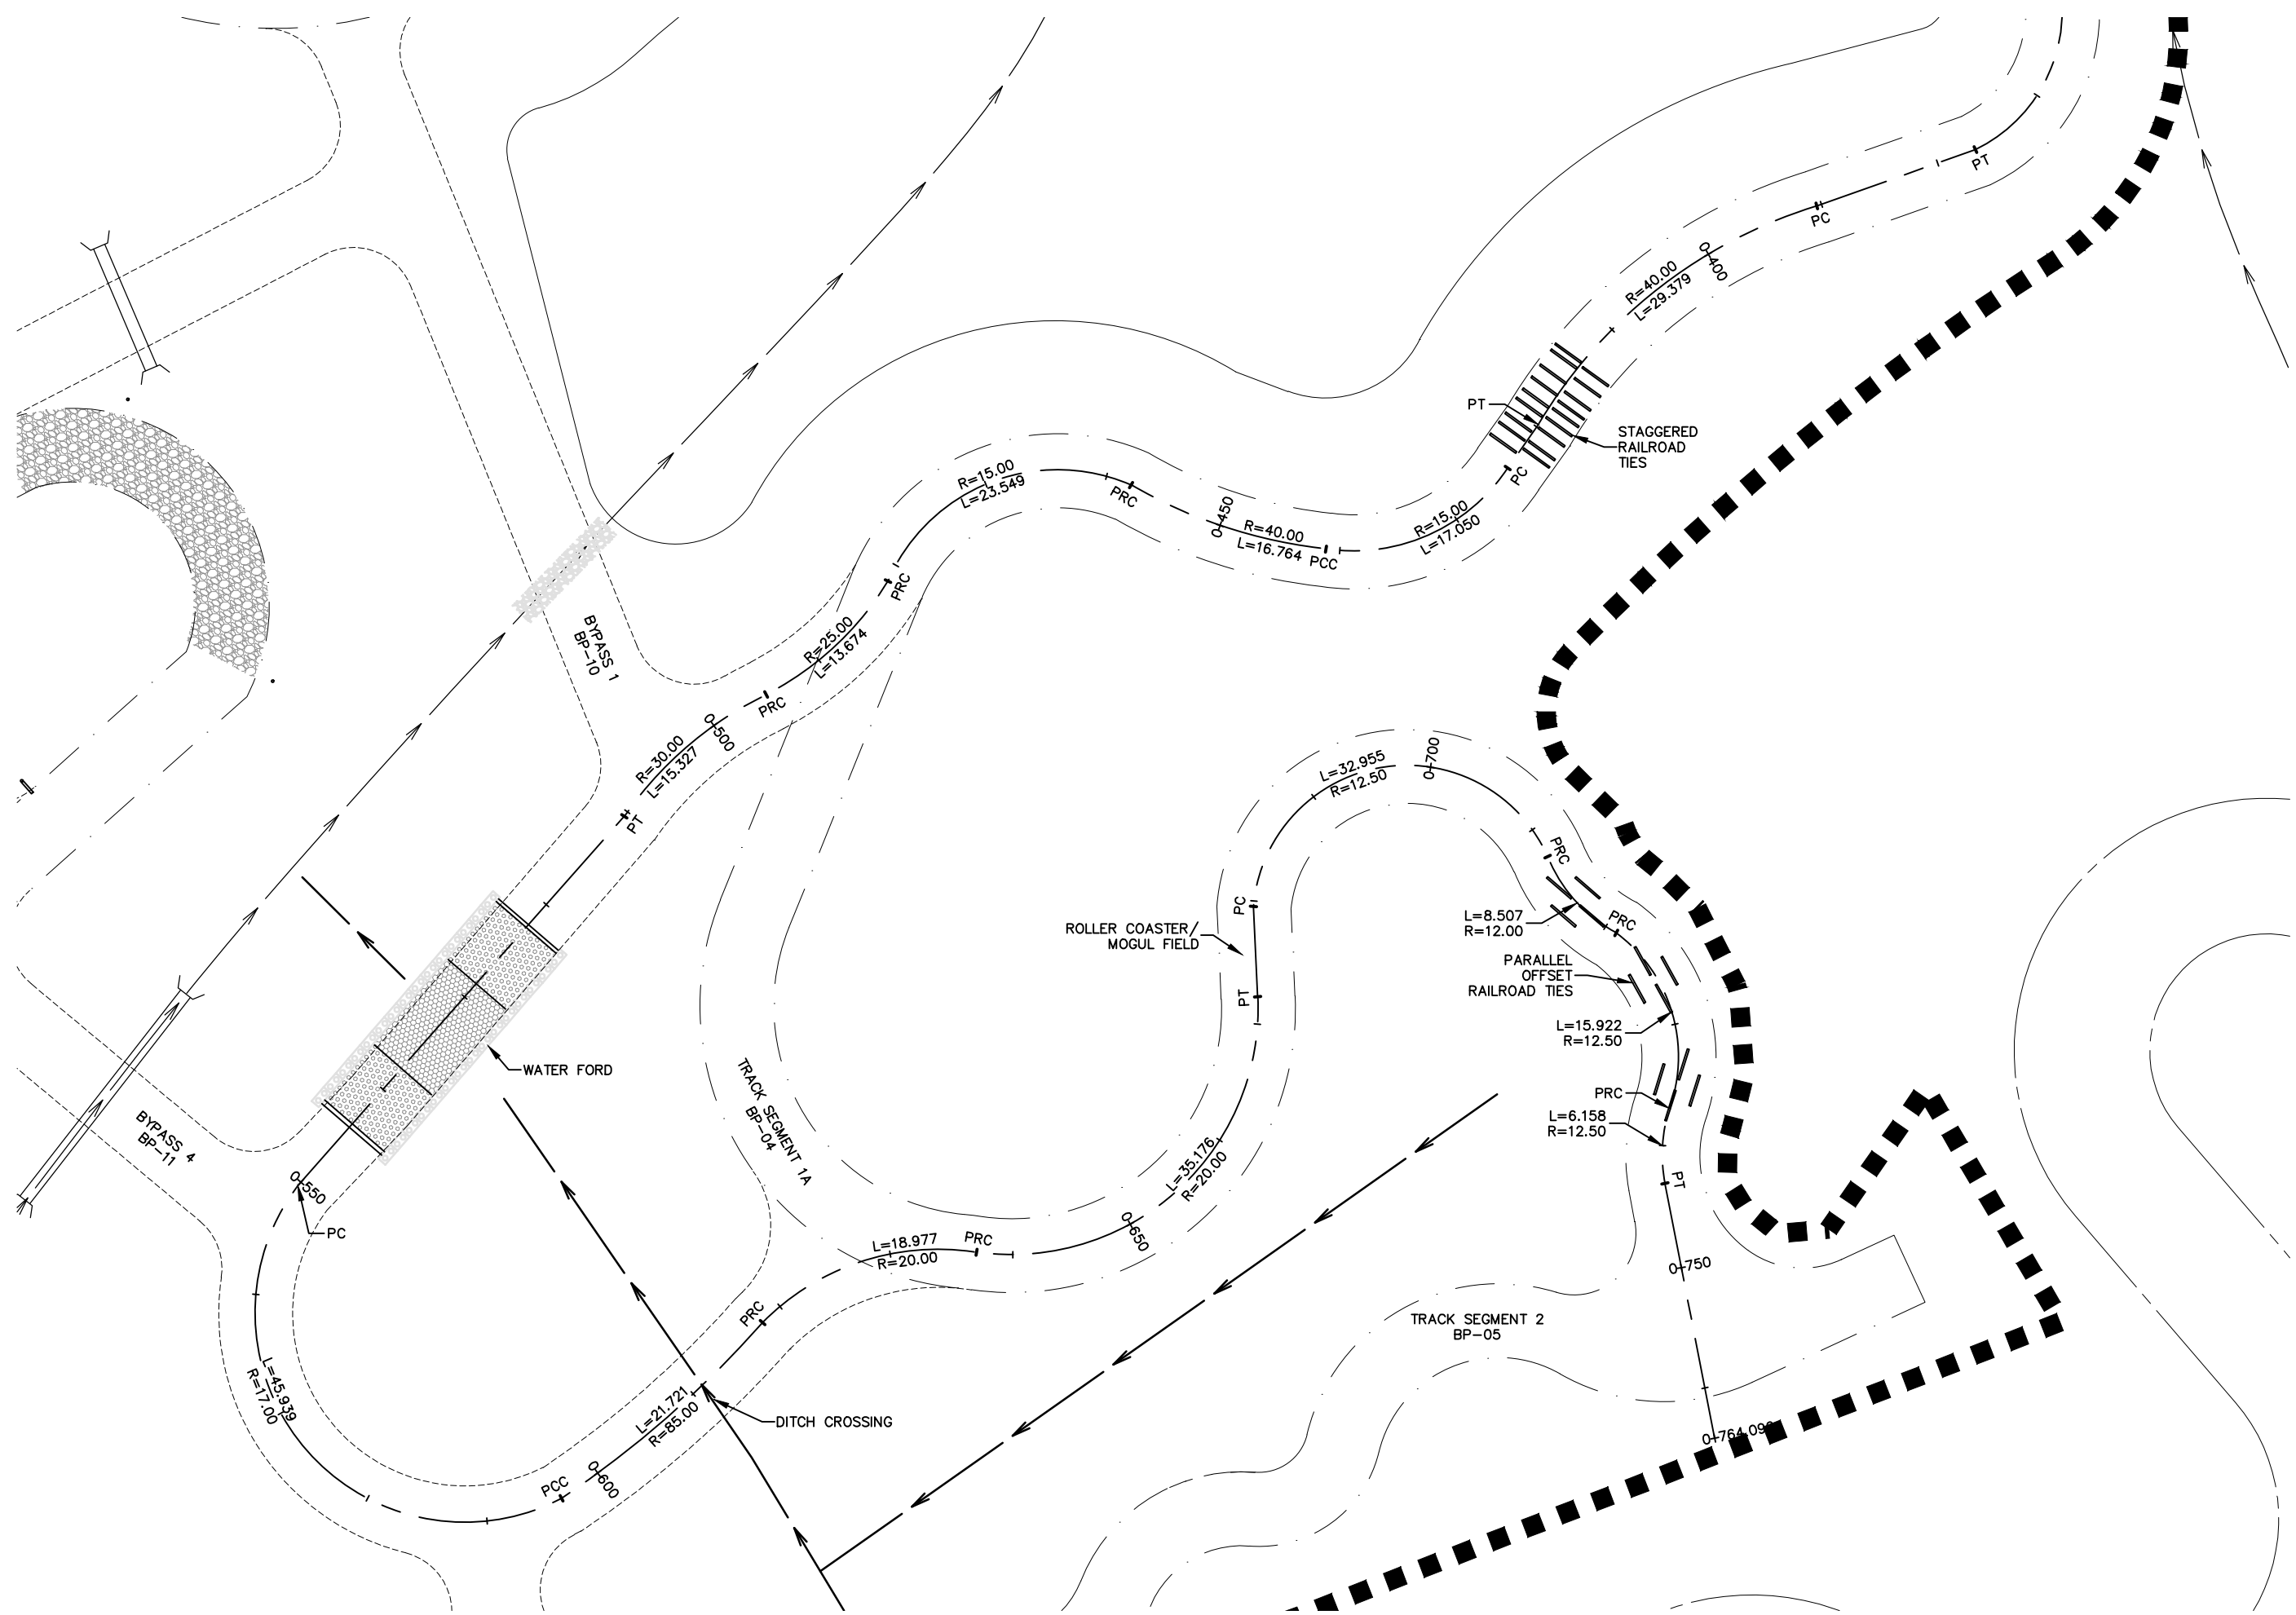 PT
PC
0+400
R=40.00
L=29.379
PT
STAGGERED
RAILROAD
TIES
PC
R=15.00
L=17.050
PCC
R=40.00
L=16.764
0+450
PRC
R=15.00
L=23.549
PRC
R=25.00
L=13.674
PRC
0+500
R=30.00
L=15.327
PT
BYPASS 1
BP-10
WATER FORD
BYPASS 4
BP-11
0+550
PC
L=45.939
R=17.00
PCC
0+600
L=21.721
R=85.00
DITCH CROSSING
PRC
L=18.977
R=20.00
PRC
TRACK SEGMENT 1A
BP-04
0+650
L=35.176
R=20.00
PT
ROLLER COASTER/
MOGUL FIELD
PC
L=32.955
R=12.50
0+700
PRC
L=8.507
R=12.00
PRC
PARALLEL
OFFSET
RAILROAD TIES
L=15.922
R=12.50
PRC
L=6.158
R=12.50
PT
0+750
TRACK SEGMENT 2
BP-05